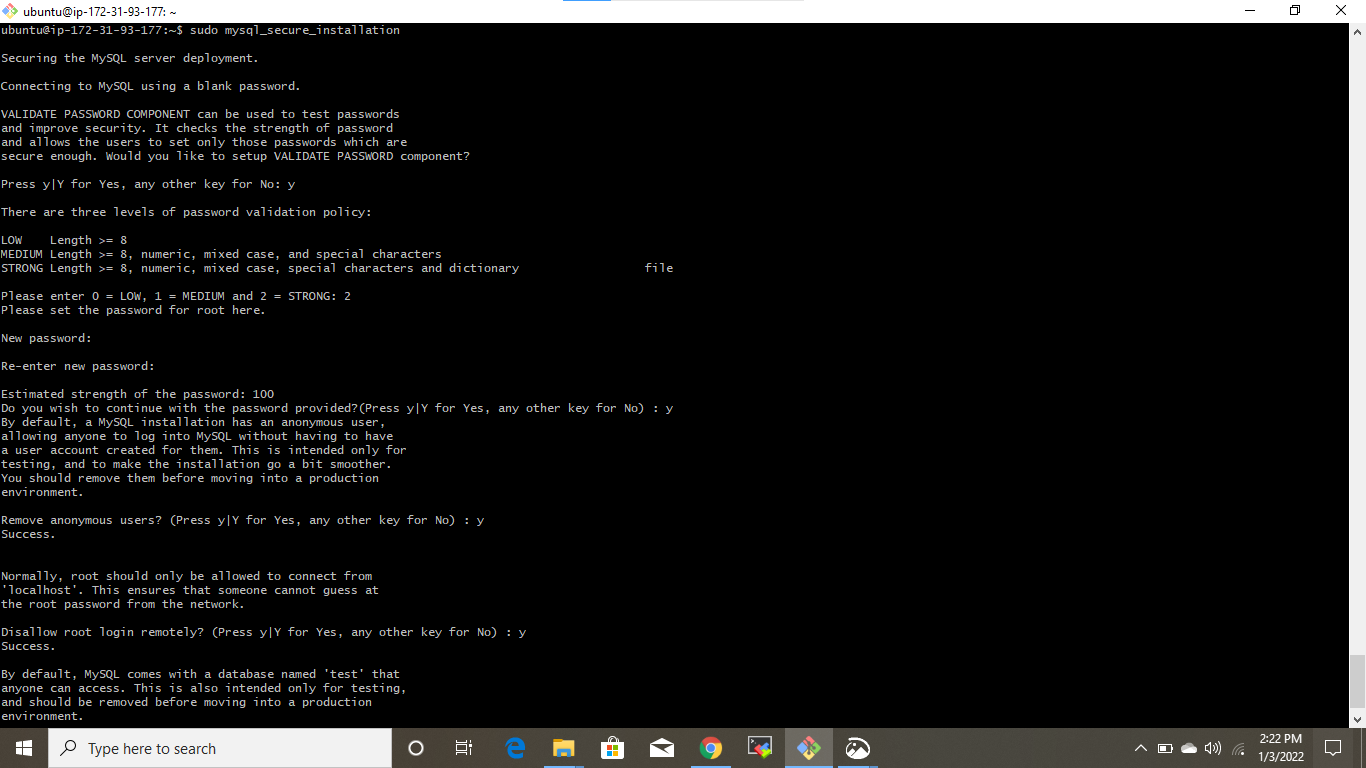 ubuntu@ip-172-31-93-177: ~
ubuntu@ip-172-31-93-177:~$ sudo mysql_secure_installation
Securing the MySQL server deployment.
Connecting to MySQL using a blank password.
VALIDATE PASSWORD COMPONENT can be used to test passwords
and improve security. It checks the strength of password
and allows the users to set only those passwords which are
secure enough. Would you like to setup VALIDATE PASSWORD component?
Press y|Y for Yes, any other key for No: y
There are three levels of password validation policy:
LOW    Length >= 8
MEDIUM Length >= 8, numeric, mixed case, and special characters
STRONG Length >= 8, numeric, mixed case, special characters and dictionary                  file
Please enter 0 = LOW, 1 = MEDIUM and 2 = STRONG: 2
Please set the password for root here.
New password:
Re-enter new password:
Estimated strength of the password: 100
Do you wish to continue with the password provided?(Press y|Y for Yes, any other key for No) : y
By default, a MySQL installation has an anonymous user,
allowing anyone to log into MySQL without having to have
a user account created for them. This is intended only for
testing, and to make the installation go a bit smoother.
You should remove them before moving into a production
environment.
Remove anonymous users? (Press y|Y for Yes, any other key for No) : y
Success.
Normally, root should only be allowed to connect from
'localhost'. This ensures that someone cannot guess at
the root password from the network.
Disallow root login remotely? (Press y|Y for Yes, any other key for No) : y
Success.
By default, MySQL comes with a database named 'test' that
anyone can access. This is also intended only for testing,
and should be removed before moving into a production
environment.
Type here to search
2:22 PM
1/3/2022